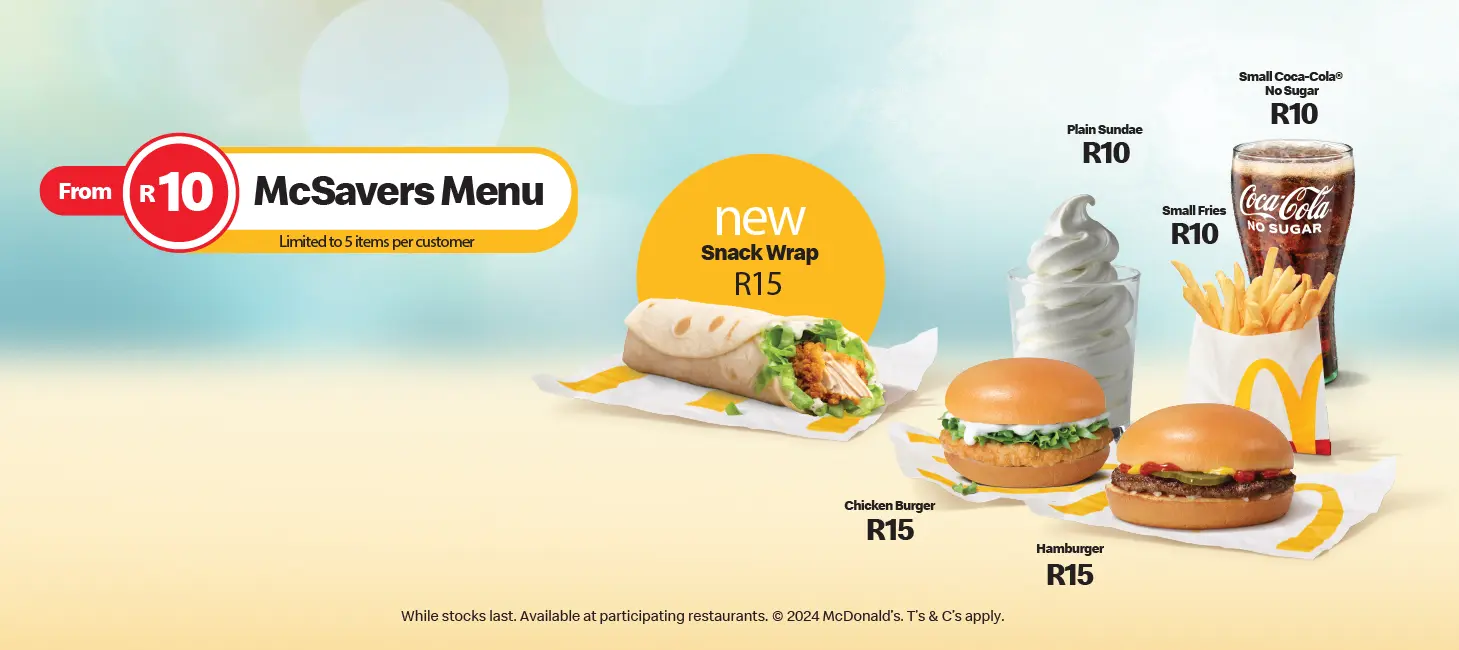 From
R10
McSavers Menu
Limited to 5 items per customer
new
Snack Wrap
R15
Plain Sundae
R10
Small Coca-Cola®
No Sugar
R10
Small Fries
R10
Coca-Cola
NO SUGAR
Chicken Burger
R15
Hamburger
R15
While stocks last. Available at participating restaurants. © 2024 McDonald's. T's & C's apply.